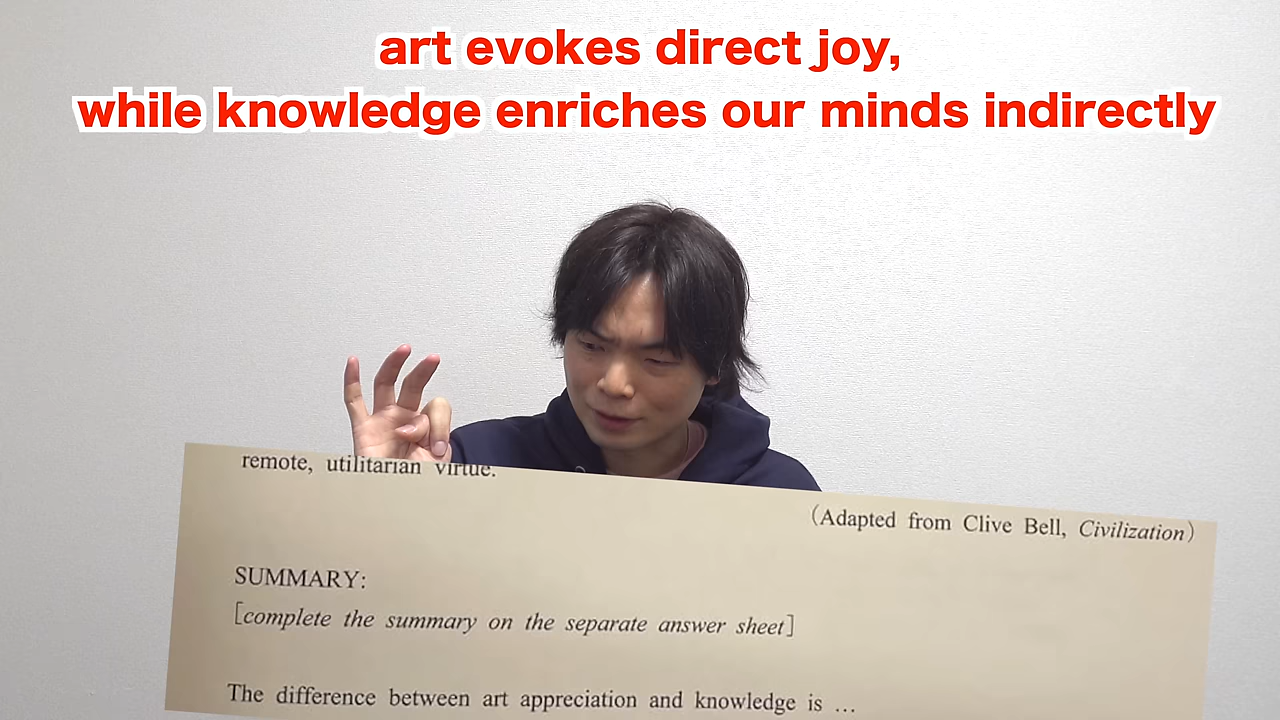 art evokes direct joy,
while knowledge enriches our minds indirectly
remote, utilitarian virtue.
(Adapted from Clive Bell, Civilization)
SUMMARY:
[complete the summary on the separate answer sheet]
The difference between art appreciation and knowledge is ...